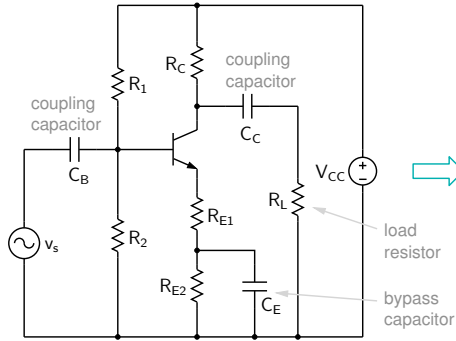 R1
RC
coupling
capacitor
coupling
capacitor
CB
CC
VCC
RL
RE1
vs
R2
load
resistor
RE2
CE
bypass
capacitor